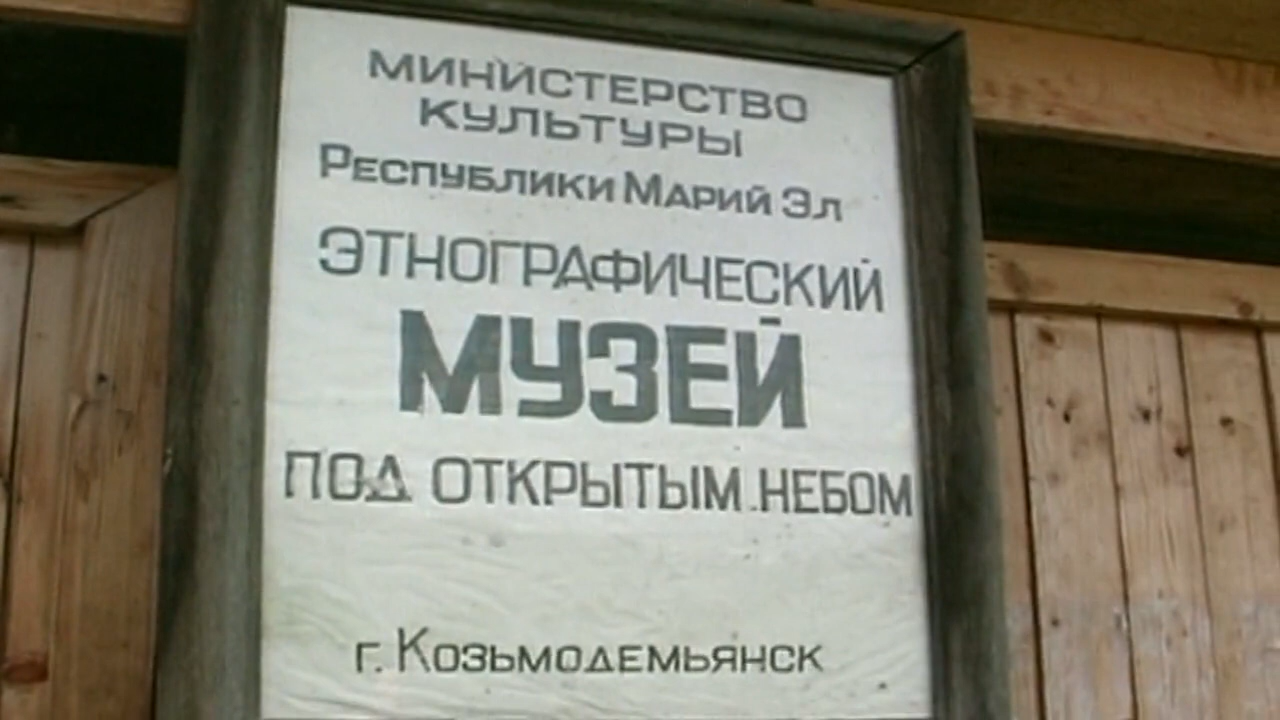 МИНИСТЕРСТВО
КУЛЬТУРЫ
Республики Марий Эл
ЭТНОГРАФИЧЕСКИЙ
МУЗЕЙ
ПОД ОТКРЫТЫМ НЕБОМ
г. Козьмодемьянск